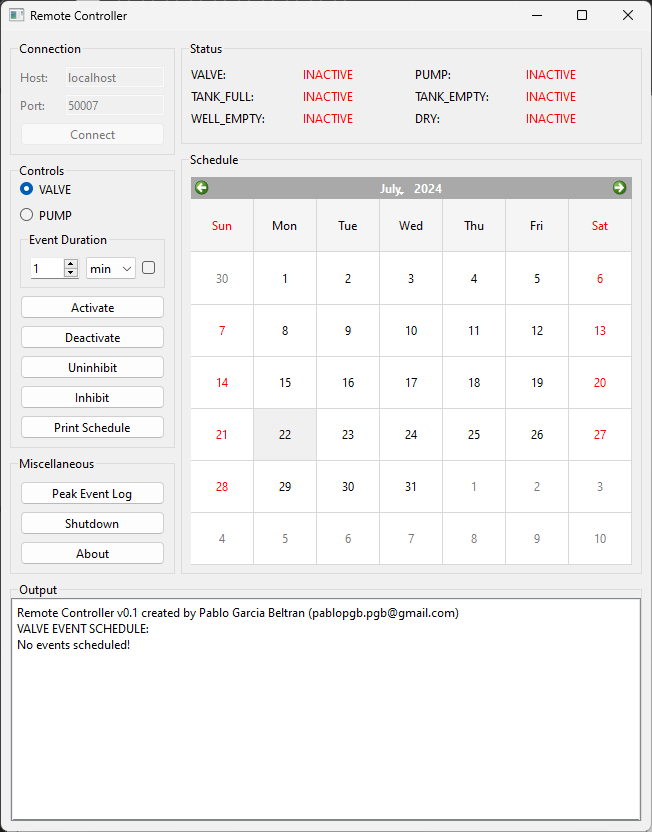 Remote Controller
Connection
Host: localhost
Port: 50007
Connect
Status
VALVE: INACTIVE PUMP: INACTIVE
TANK_FULL: INACTIVE TANK_EMPTY: INACTIVE
WELL_EMPTY: INACTIVE DRY: INACTIVE
Controls
VALVE
PUMP
Event Duration
1 min
Activate
Deactivate
Uninhibit
Inhibit
Print Schedule
Miscellaneous
Peak Event Log
Shutdown
About
Schedule
July, 2024
Sun Mon Tue Wed Thu Fri Sat
30 1 2 3 4 5 6
7 8 9 10 11 12 13
14 15 16 17 18 19 20
21 22 23 24 25 26 27
28 29 30 31 1 2 3
4 5 6 7 8 9 10
Output
Remote Controller v0.1 created by Pablo Garcia Beltran (pablopgb.pgb@gmail.com)
VALVE EVENT SCHEDULE:
No events scheduled!